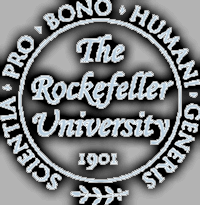 SCIENTIA · PRO · BONO · HUMANI · GENERIS
The
Rockefeller
University
1901